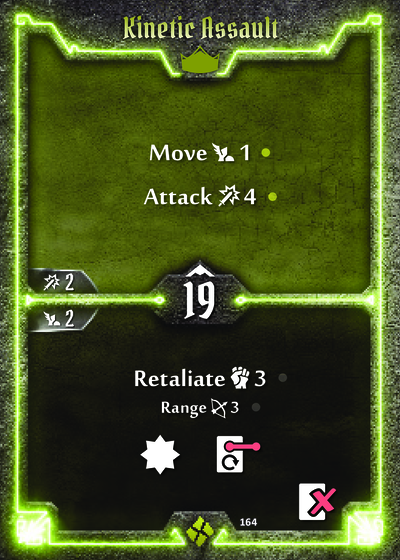 Kinetic Assault
Move 1
Attack 4
2
19
2
Retaliate 3
Range 3
164